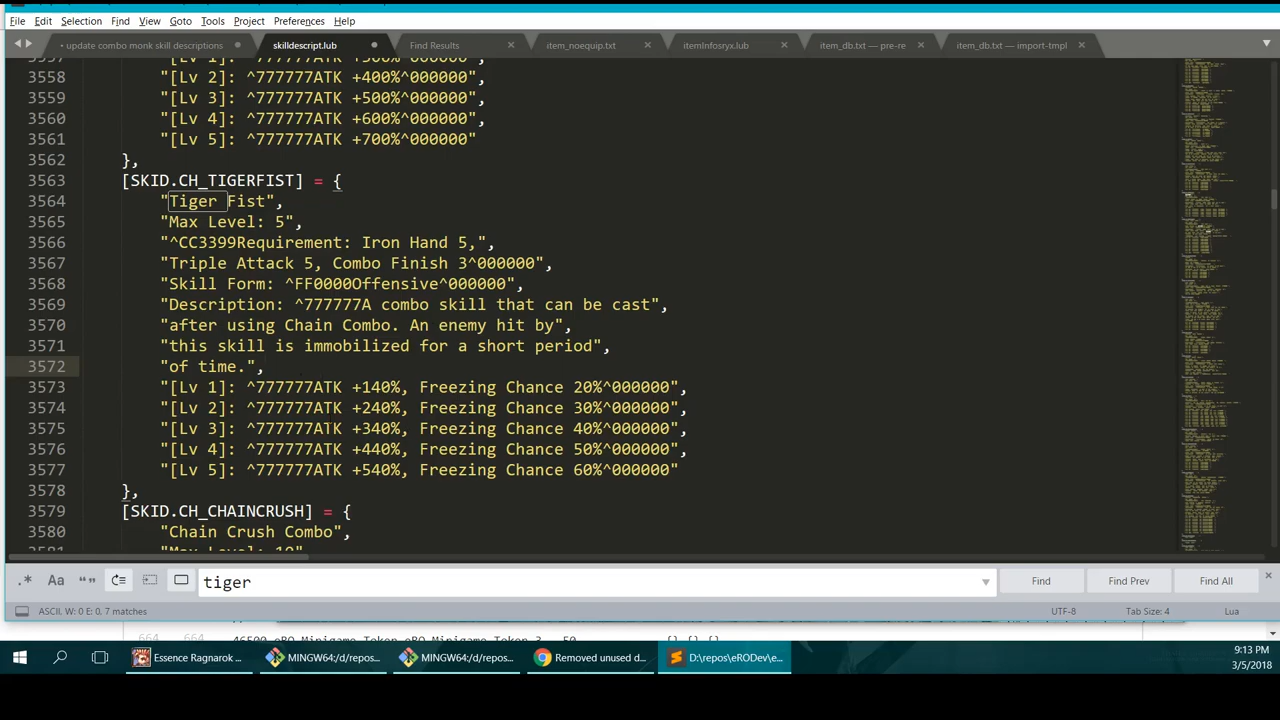 File Edit Selection Find View Goto Tools Project Preferences Help
update combo monk skill descriptions skilldescript.lub Find Results item_noequip.txt itemInfosryx.lub item_db.txt — pre-re item_db.txt — import-tmpl
3558 "[Lv 2]: ^777777ATK +400%^000000",
3559 "[Lv 3]: ^777777ATK +500%^000000",
3560 "[Lv 4]: ^777777ATK +600%^000000",
3561 "[Lv 5]: ^777777ATK +700%^000000"
3562 },
3563 [SKID.CH_TIGERFIST] = {
3564 "Tiger Fist",
3565 "Max Level: 5",
3566 "^CC3399Requirement: Iron Hand 5,",
3567 "Triple Attack 5, Combo Finish 3^000000",
3568 "Skill Form: ^FF0000Offensive^000000",
3569 "Description: ^777777A combo skill that can be cast",
3570 "after using Chain Combo. An enemy hit by",
3571 "this skill is immobilized for a short period",
3572 "of time.",
3573 "[Lv 1]: ^777777ATK +140%, Freezing Chance 20%^000000",
3574 "[Lv 2]: ^777777ATK +240%, Freezing Chance 30%^000000",
3575 "[Lv 3]: ^777777ATK +340%, Freezing Chance 40%^000000",
3576 "[Lv 4]: ^777777ATK +440%, Freezing Chance 50%^000000",
3577 "[Lv 5]: ^777777ATK +540%, Freezing Chance 60%^000000"
3578 },
3579 [SKID.CH_CHAINCRUSH] = {
3580 "Chain Crush Combo",
.* Aa tiger Find Find Prev Find All
ASCII. W: 0 E: 0, 7 matches UTF-8 Tab Size: 4 Lua
Essence Ragnarok ... MINGW64:/d/repos... MINGW64:/d/repos... Removed unused d... D:\repos\eRODev\e...
9:13 PM
3/5/2018